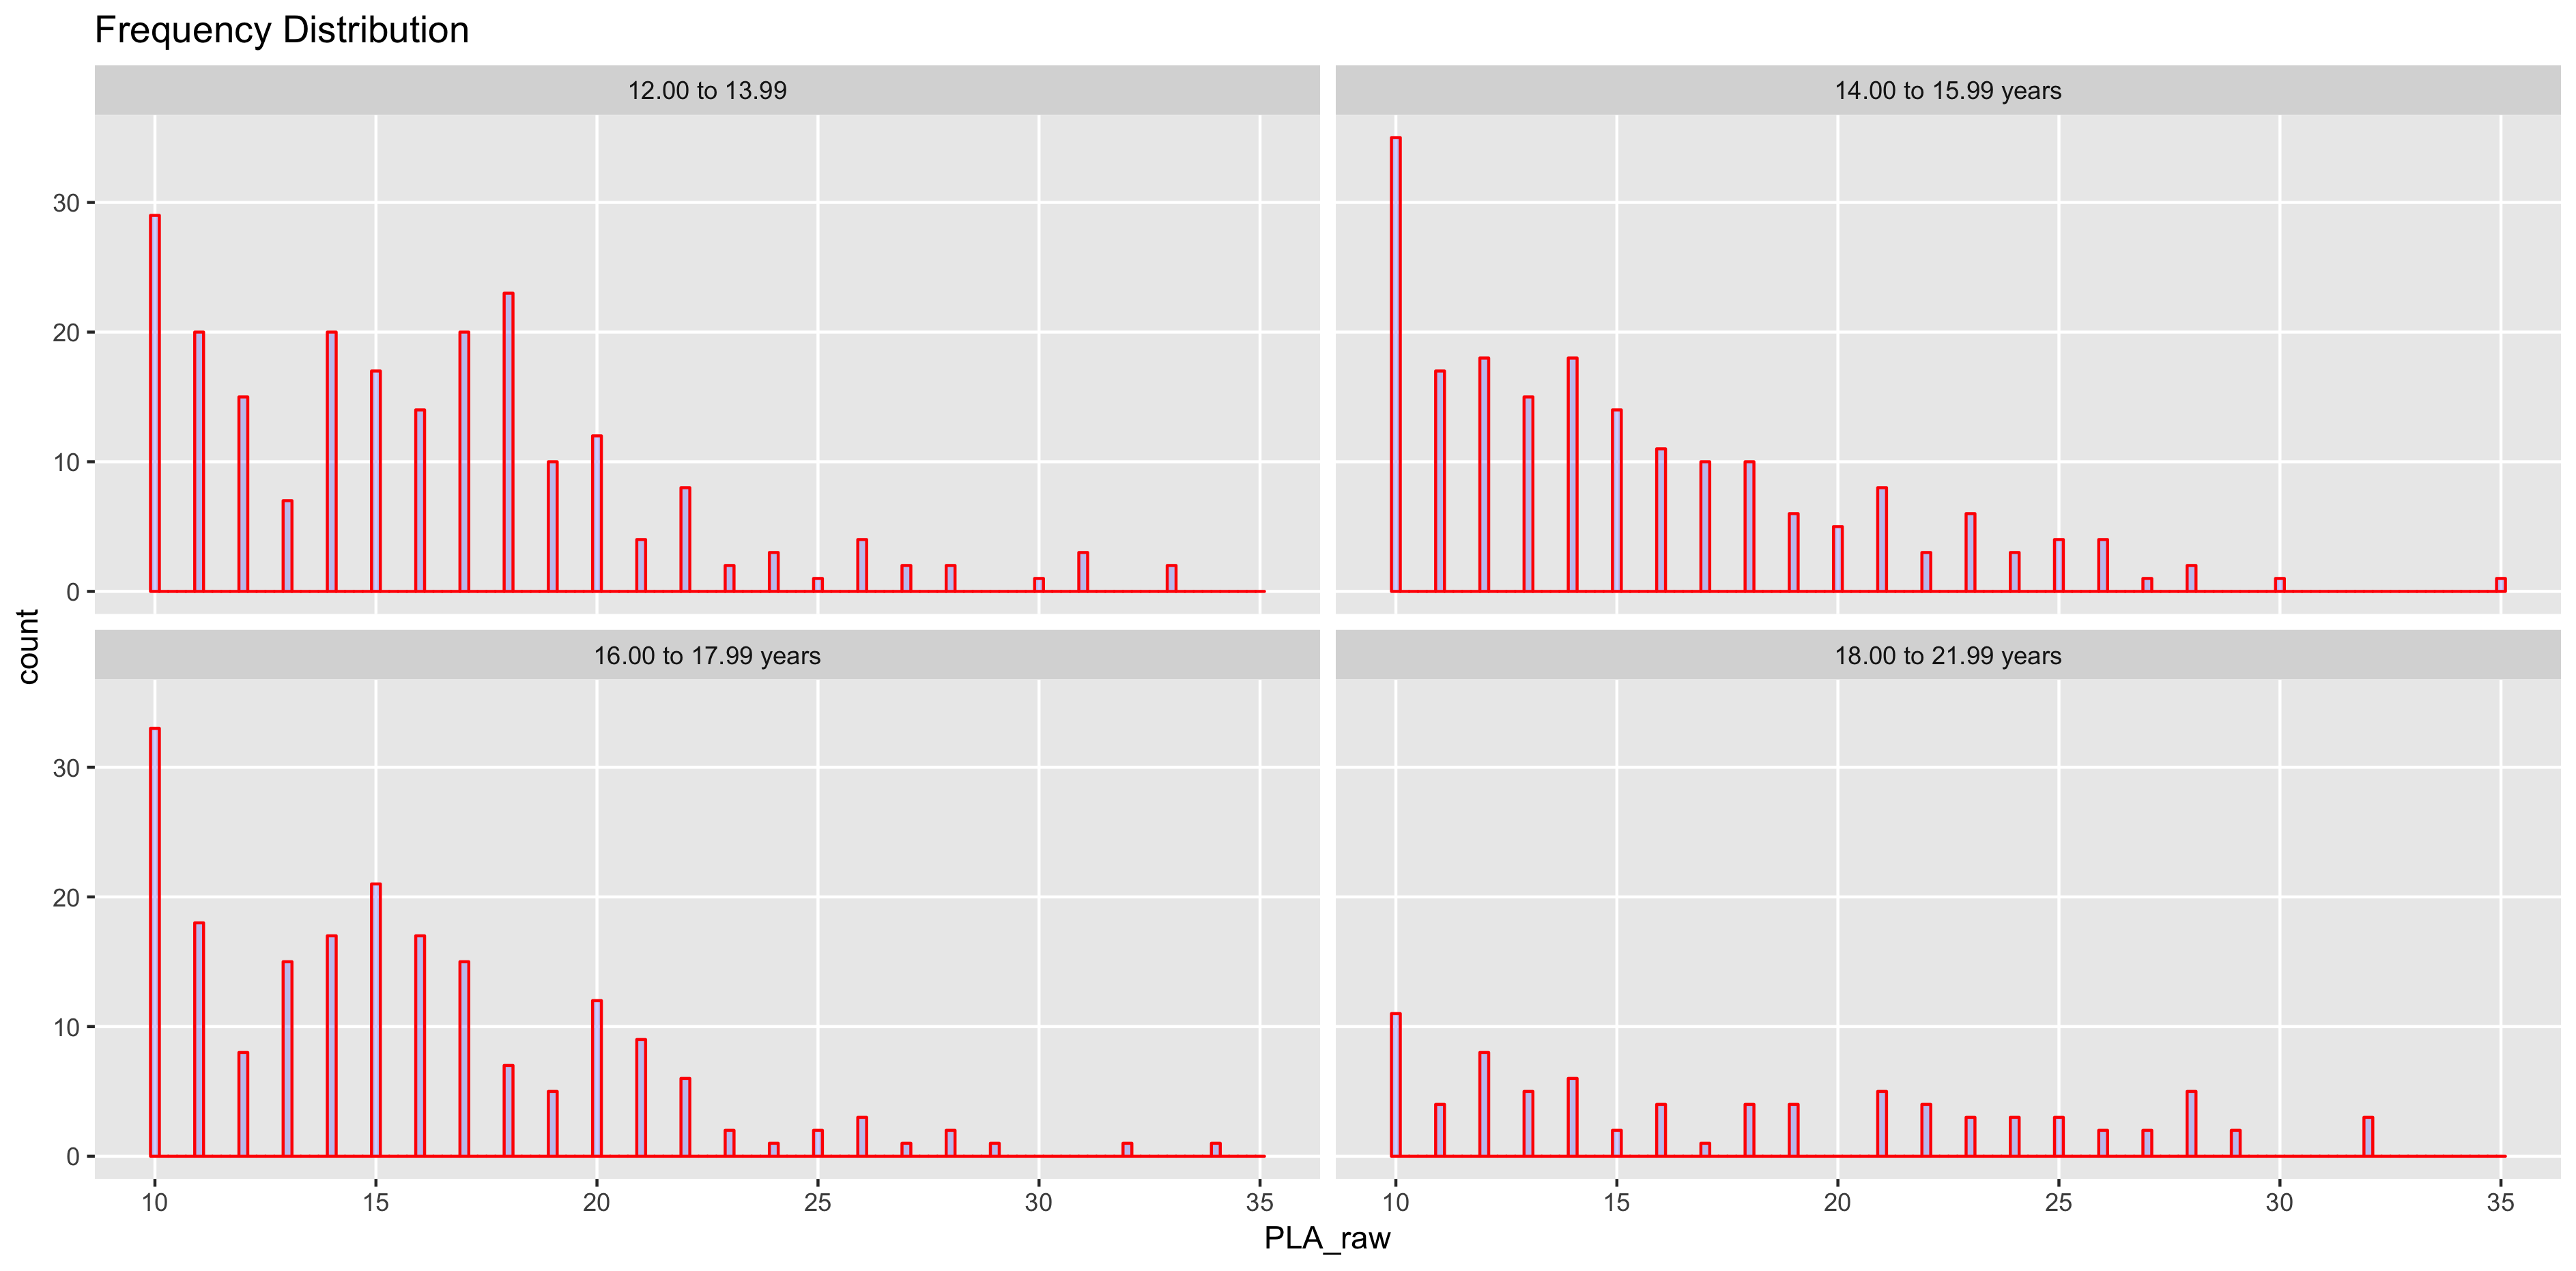 Frequency Distribution
12.00 to 13.99
14.00 to 15.99 years
30
20
10
0
count
16.00 to 17.99 years
18.00 to 21.99 years
30
20
10
0
10 15 20 25 30 35
10 15 20 25 30 35
PLA_raw